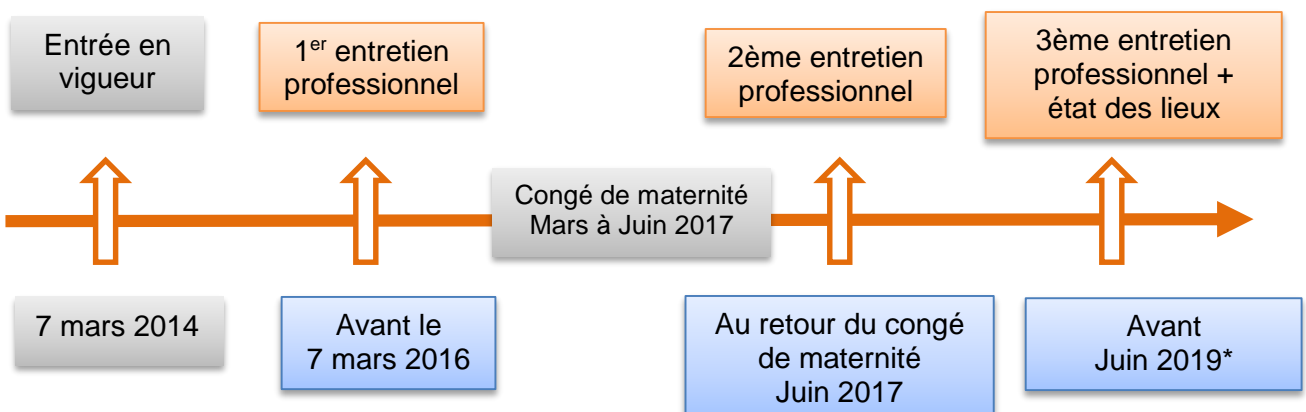 Entrée en
vigueur
1er entretien
professionnel
2ème entretien
professionnel
3ème entretien
professionnel +
état des lieux
Congé de maternité
Mars à Juin 2017
7 mars 2014
Avant le
7 mars 2016
Au retour du congé
de maternité
Juin 2017
Avant
Juin 2019*